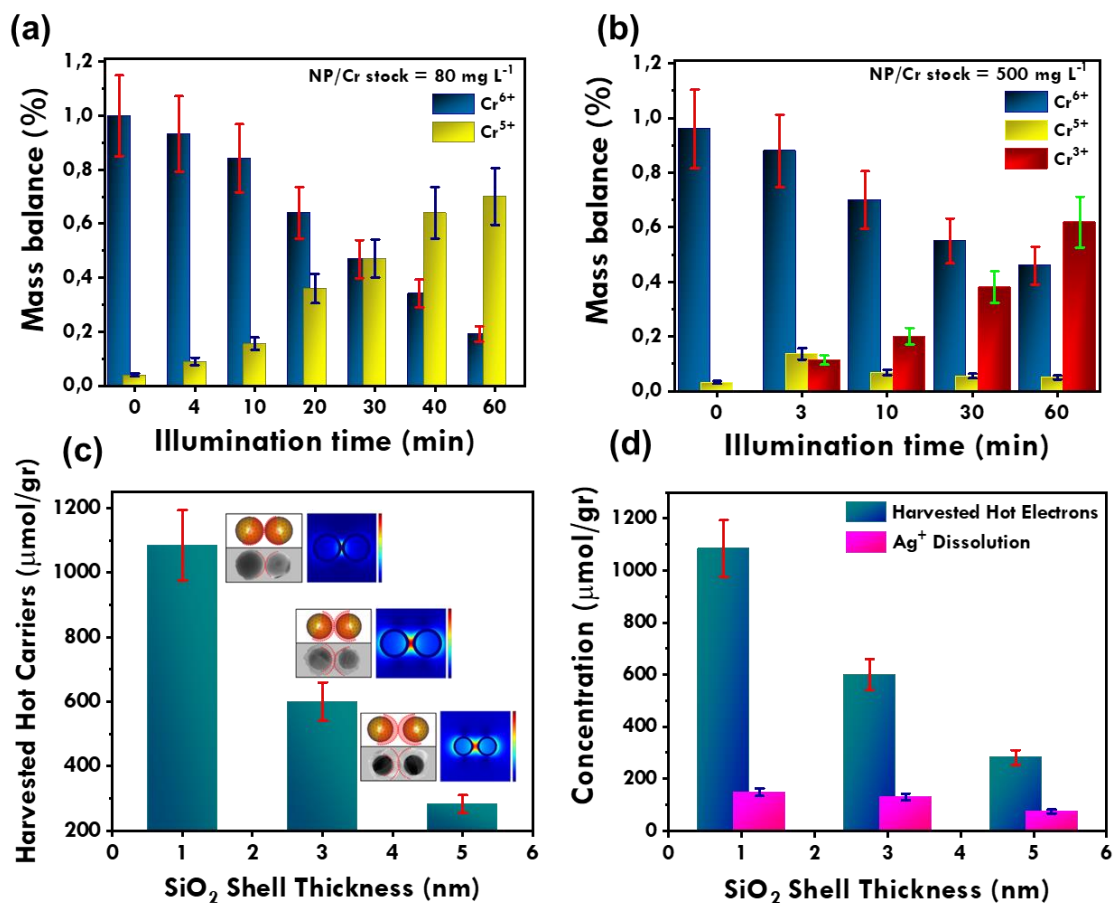 (a)
Mass balance (%)
1,2
1,0
0,8
0,6
0,4
0,2
0,0
NP/Cr stock = 80 mg L-1
Cr6+
Cr5+
0 4 10 20 30 40 60
Illumination time (min)
(b)
Mass balance (%)
1,2
1,0
0,8
0,6
0,4
0,2
0,0
NP/Cr stock = 500 mg L-1
Cr6+
Cr5+
Cr3+
0 3 10 30 60
Illumination time (min)
(c)
Harvested Hot Carriers (μmol/gr)
1200
1000
800
600
400
200
0 1 2 3 4 5 6
SiO2 Shell Thickness (nm)
(d)
Concentration (μmol/gr)
1200
1000
800
600
400
200
0
Harvested Hot Electrons
Ag+ Dissolution
0 1 2 3 4 5 6
SiO2 Shell Thickness (nm)